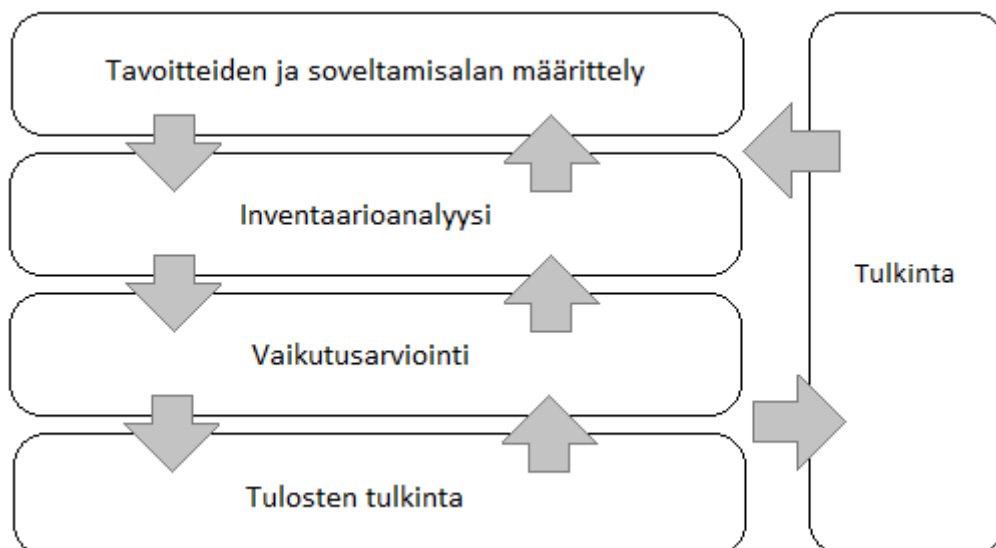 Tavoitteiden ja soveltamisalan määrittely
Inventaarioanalyysi
Vaikutusarviointi
Tulosten tulkinta
Tulkinta